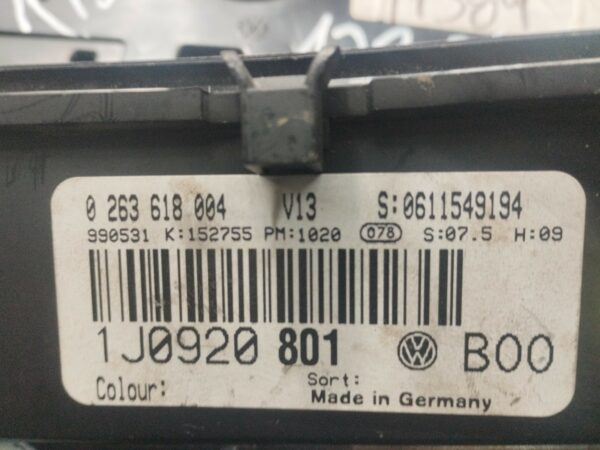 0 263 618 004 V13 S:0611549194
990531 K:152755 PM:1020 078 S:07.5 H:09
1J0920 801 VW B00
Colour: Sort:
Made in Germany